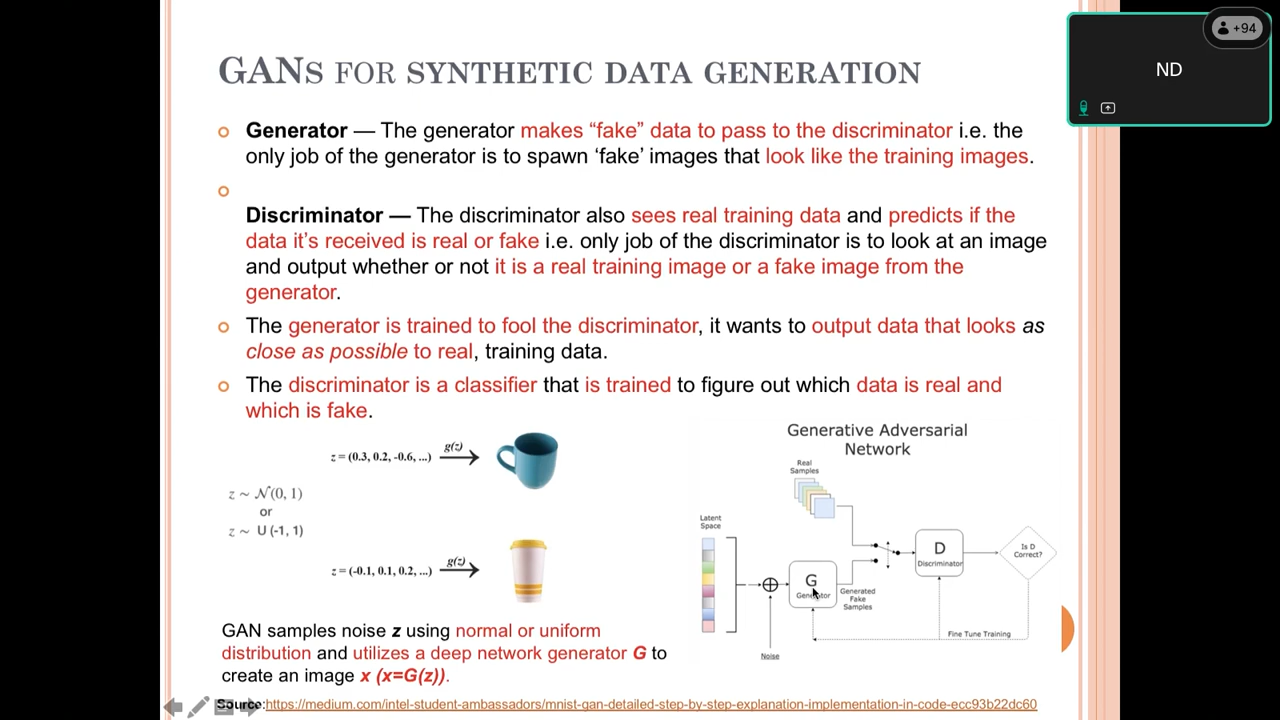 GANs FOR SYNTHETIC DATA GENERATION
+94
ND
Generator — The generator makes “fake” data to pass to the discriminator i.e. the
only job of the generator is to spawn ‘fake’ images that look like the training images.
Discriminator — The discriminator also sees real training data and predicts if the
data it’s received is real or fake i.e. only job of the discriminator is to look at an image
and output whether or not it is a real training image or a fake image from the
generator.
The generator is trained to fool the discriminator, it wants to output data that looks as
close as possible to real, training data.
The discriminator is a classifier that is trained to figure out which data is real and
which is fake.
z = (0.3, 0.2, -0.6, ...) g(z)
z ~ N(0, 1)
or
z ~ U (-1, 1)
z = (-0.1, 0.1, 0.2, ...) g(z)
GAN samples noise z using normal or uniform
distribution and utilizes a deep network generator G to
create an image x (x=G(z)).
Generative Adversarial
Network
Real
Samples
Latent
Space
G
Generator
D
Discriminator
Is D
Correct?
Generated
Fake
Samples
Fine Tune Training
Noise
Source:https://medium.com/intel-student-ambassadors/mnist-gan-detailed-step-by-step-explanation-implementation-in-code-ecc93b22dc60